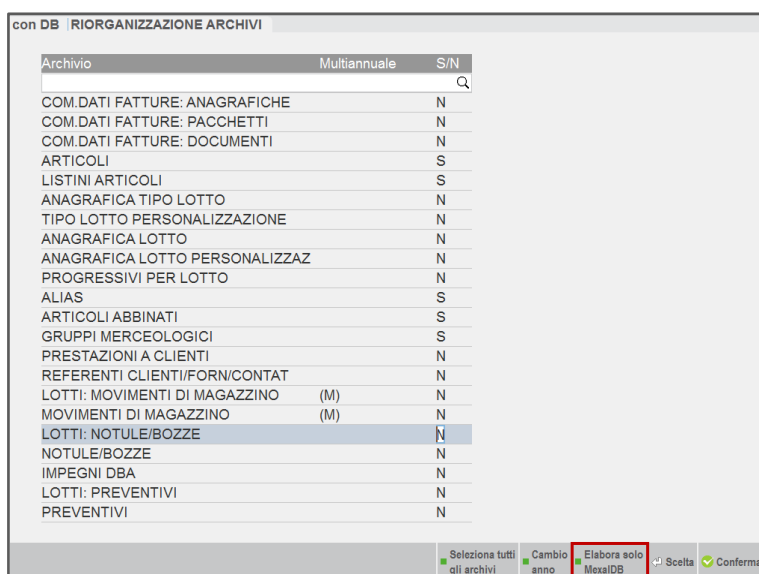 con DB RIORGANIZZAZIONE ARCHIVI
Archivio Multiannuale S/N
COM.DATI FATTURE: ANAGRAFICHE N
COM.DATI FATTURE: PACCHETTI N
COM.DATI FATTURE: DOCUMENTI N
ARTICOLI S
LISTINI ARTICOLI S
ANAGRAFICA TIPO LOTTO N
TIPO LOTTO PERSONALIZZAZIONE N
ANAGRAFICA LOTTO N
ANAGRAFICA LOTTO PERSONALIZZAZ N
PROGRESSIVI PER LOTTO N
ALIAS S
ARTICOLI ABBINATI S
GRUPPI MERCEOLOGICI S
PRESTAZIONI A CLIENTI N
REFERENTI CLIENTI/FORN/CONTAT N
LOTTI: MOVIMENTI DI MAGAZZINO (M) N
MOVIMENTI DI MAGAZZINO (M) N
LOTTI: NOTULE/BOZZE N
NOTULE/BOZZE N
IMPEGNI DBA N
LOTTI: PREVENTIVI N
PREVENTIVI N
Seleziona tutti gli archivi
Cambio anno
Elabora solo MexalDB
Scelta
Conferma